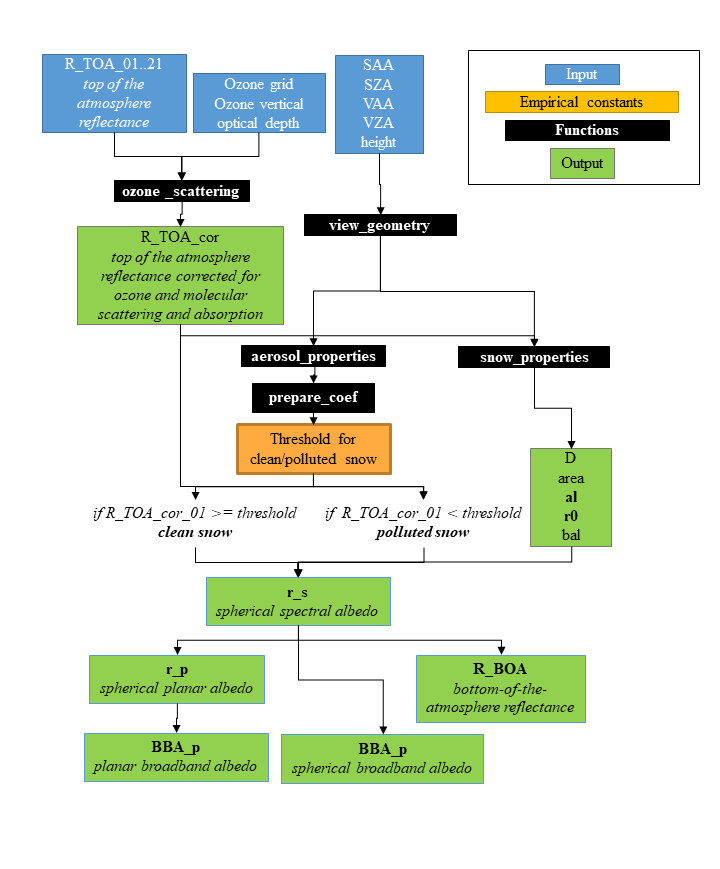 R_TOA_01..21
top of the
atmosphere
reflectance
Ozone grid
Ozone vertical
optical depth
SAA
SZA
VAA
VZA
height
Input
Empirical constants
Functions
Output
ozone _scattering
view_geometry
R_TOA_cor
top of the atmosphere
reflectance corrected for
ozone and molecular
scattering and absorption
aerosol_properties
snow_properties
prepare_coef
Threshold for
clean/polluted snow
D
area
al
r0
bal
if R_TOA_cor_01 >= threshold
clean snow
if R_TOA_cor_01 < threshold
polluted snow
r_s
spherical spectral albedo
r_p
spherical planar albedo
R_BOA
bottom-of-the-
atmosphere reflectance
BBA_p
planar broadband albedo
BBA_p
spherical broadband albedo